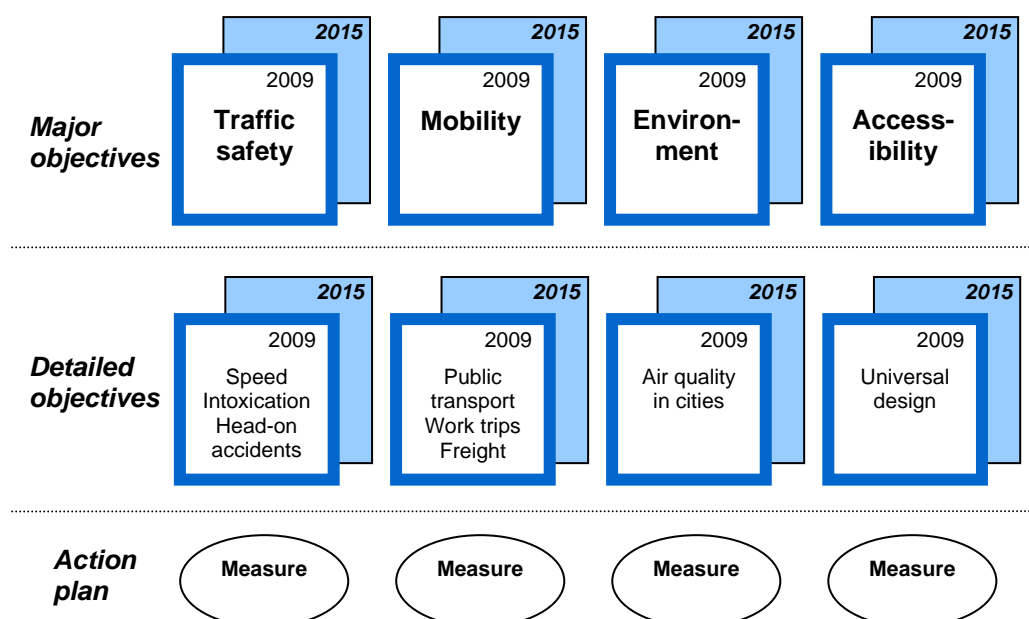 2015 2015 2015 2015
2009 2009 2009 2009
Major
objectives
Traffic
safety
Mobility
Environ-
ment
Access-
ibility
2015 2015 2015 2015
2009 2009 2009 2009
Detailed
objectives
Speed
Intoxication
Head-on
accidents
Public
transport
Work trips
Freight
Air quality
in cities
Universal
design
Action
plan
Measure Measure Measure Measure